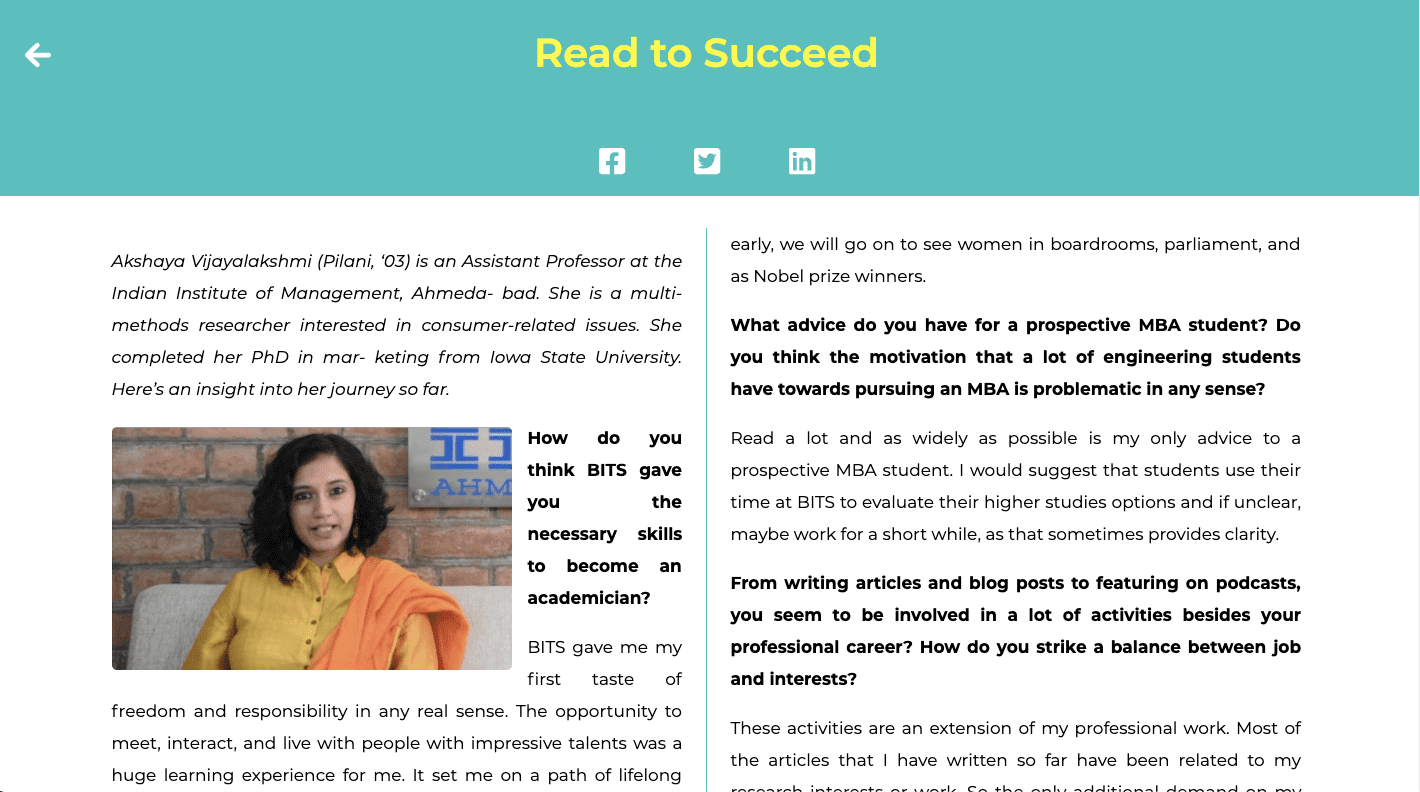 Read to Succeed
Akshaya Vijayalakshmi (Pilani, ‘03) is an Assistant Professor at the
Indian Institute of Management, Ahmeda- bad. She is a multi-
methods researcher interested in consumer-related issues. She
completed her PhD in mar- keting from Iowa State University.
Here’s an insight into her journey so far.
AHM
How do you
think BITS gave
you the
necessary skills
to become an
academician?
BITS gave me my
first taste of
freedom and responsibility in any real sense. The opportunity to
meet, interact, and live with people with impressive talents was a
huge learning experience for me. It set me on a path of lifelong
early, we will go on to see women in boardrooms, parliament, and
as Nobel prize winners.
What advice do you have for a prospective MBA student? Do
you think the motivation that a lot of engineering students
have towards pursuing an MBA is problematic in any sense?
Read a lot and as widely as possible is my only advice to a
prospective MBA student. I would suggest that students use their
time at BITS to evaluate their higher studies options and if unclear,
maybe work for a short while, as that sometimes provides clarity.
From writing articles and blog posts to featuring on podcasts,
you seem to be involved in a lot of activities besides your
professional career? How do you strike a balance between job
and interests?
These activities are an extension of my professional work. Most of
the articles that I have written so far have been related to my
research interests or work. So the only additional demand on my